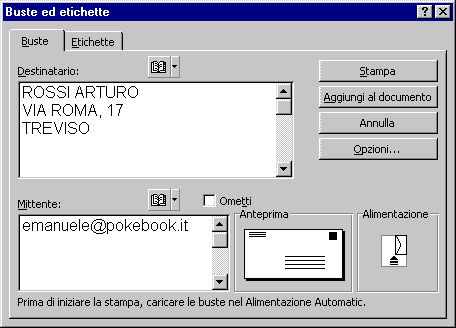 Buste ed etichette
Buste
Etichette
Destinatario:
ROSSI ARTURO
VIA ROMA, 17
TREVISO
Stampa
Aggiungi al documento
Annulla
Opzioni...
Mittente:
Ometti
emanuele@pokebook.it
Anteprima
Alimentazione
Prima di iniziare la stampa, caricare le buste nel Alimentazione Automatic.